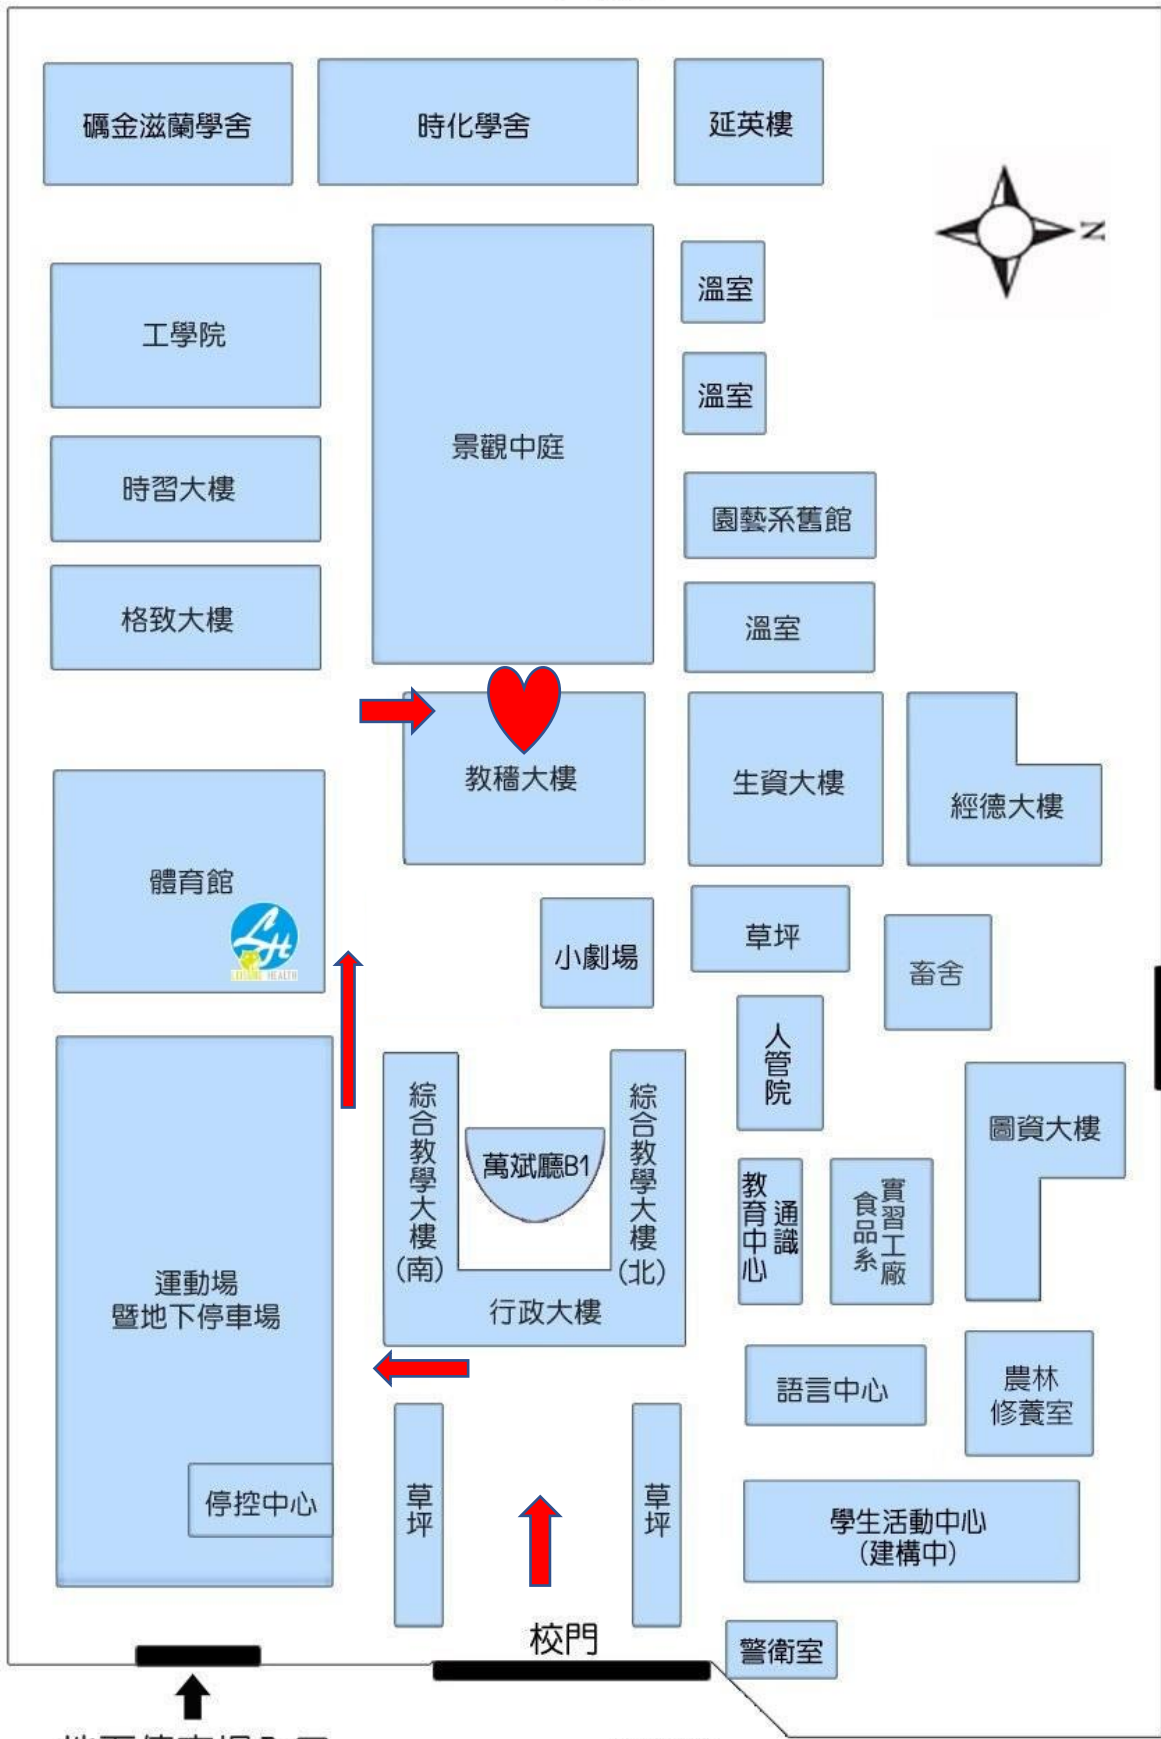 礪金滋蘭學舍
時化學舍
延英樓
N
溫室
工學院
溫室
景觀中庭
時習大樓
園藝系舊館
格致大樓
溫室
教穡大樓
生資大樓
經德大樓
體育館
LH
HEALTH
小劇場
草坪
畜舍
人管院
綜合教學大樓(南)
萬斌廳B1
綜合教學大樓(北)
圖資大樓
通識
教育中心
實習工廠
食品系
運動場
暨地下停車場
行政大樓
語言中心
農林
修養室
停控中心
草坪
草坪
學生活動中心
(建構中)
校門
警衛室